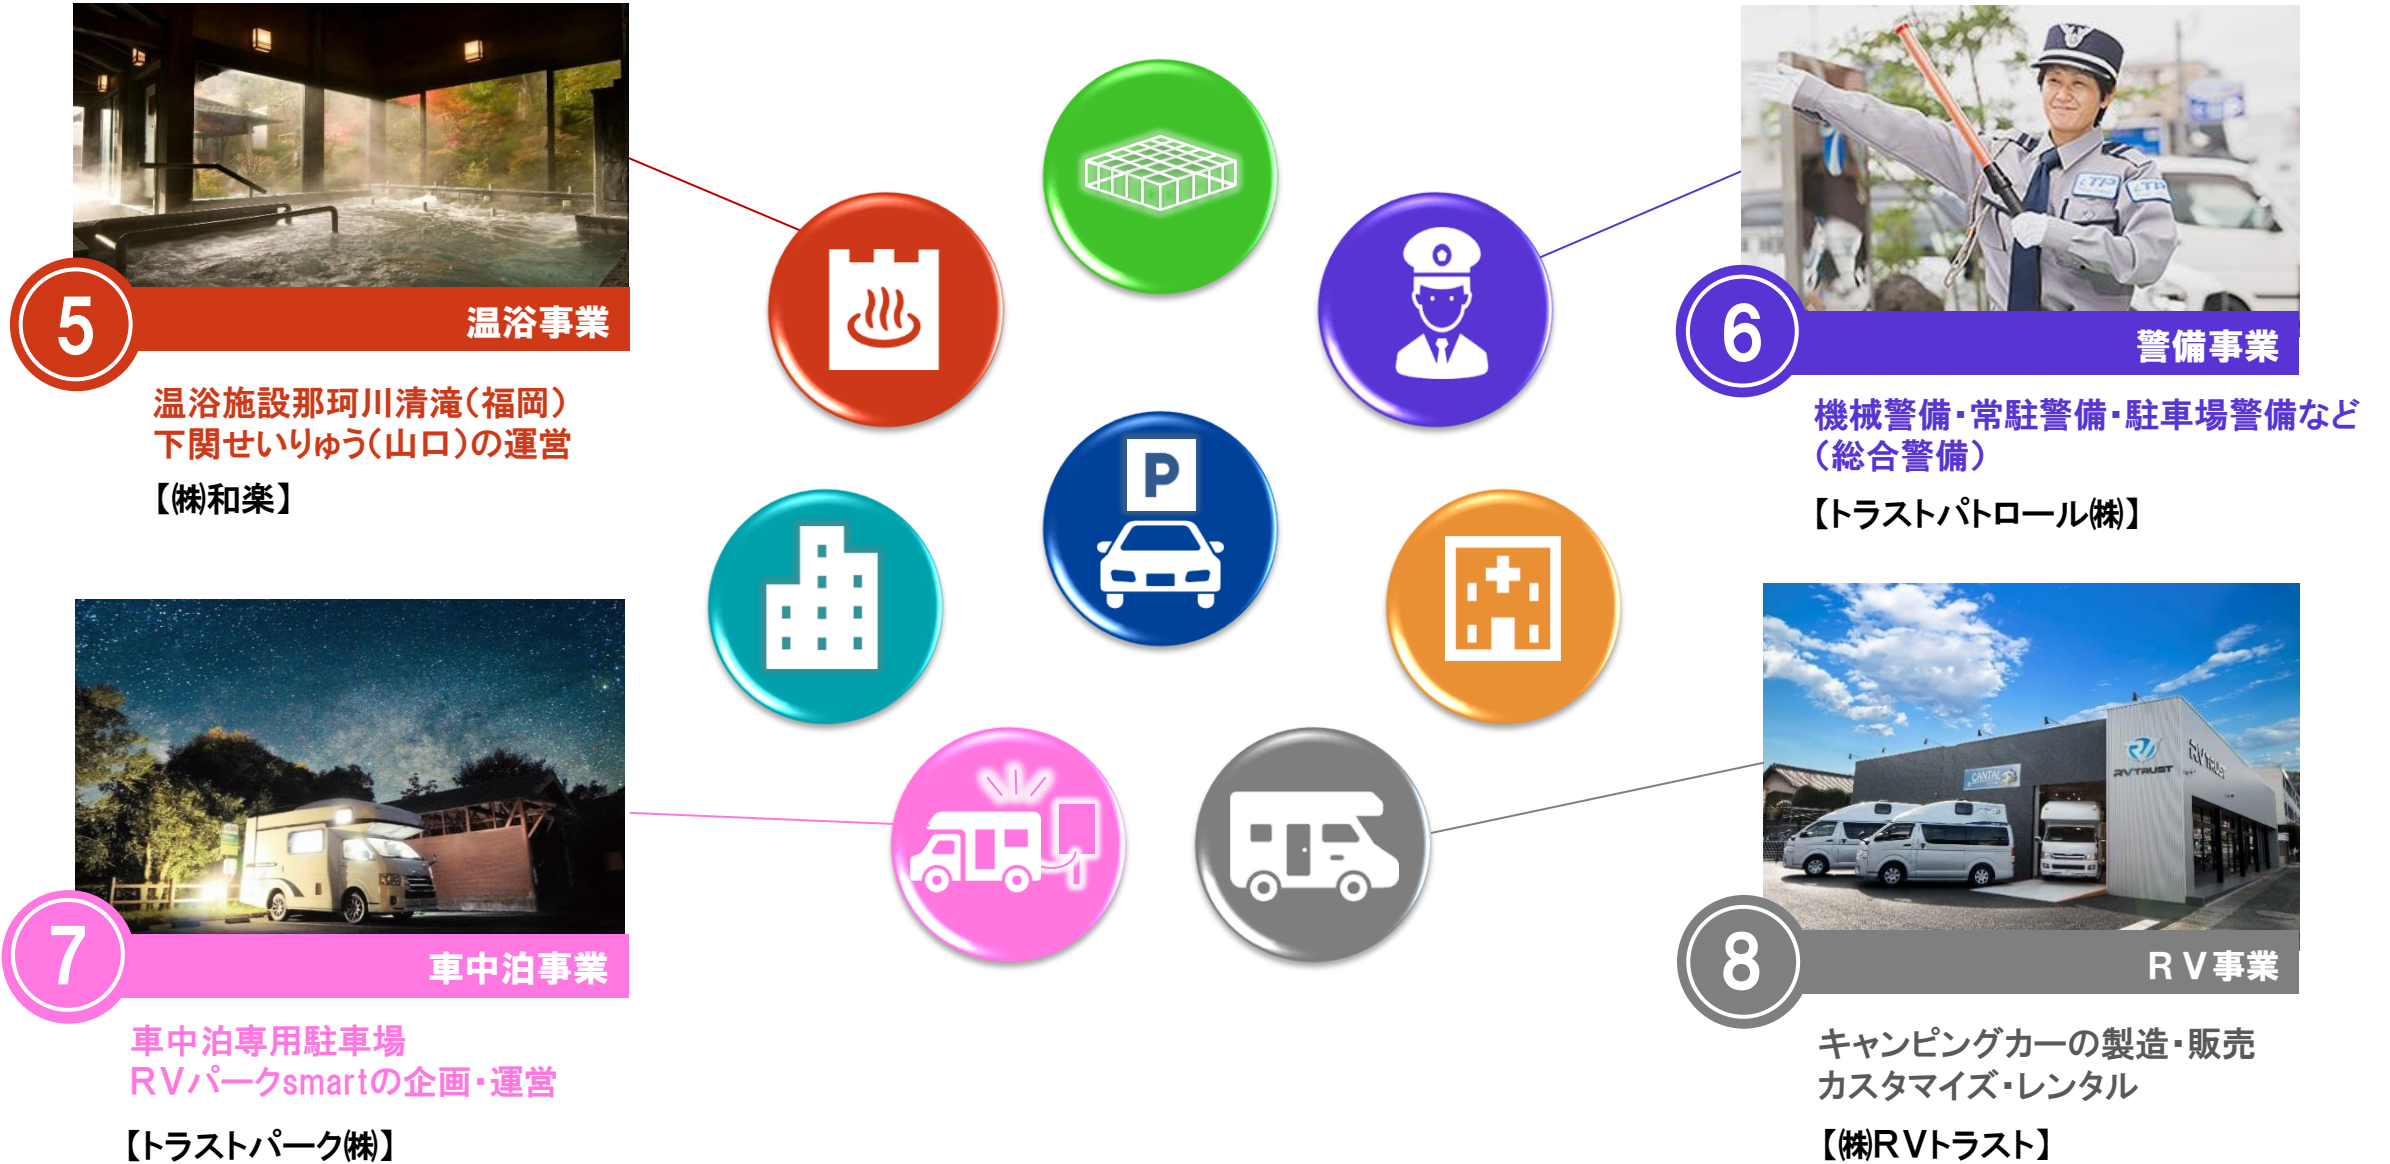 5
温浴事業
温浴施設那珂川清滝（福岡）
下関せいりゅう（山口）の運営
【㈱和楽】
P
TP
TP
6
警備事業
機械警備・常駐警備・駐車場警備など
（総合警備）
【トラストパトロール㈱】
7
車中泊事業
車中泊専用駐車場
RVパークsmartの企画・運営
【トラストパーク㈱】
CANTAL
RVTRUST
RVTRUST
8
RV事業
キャンピングカーの製造・販売
カスタマイズ・レンタル
【㈱RVトラスト】